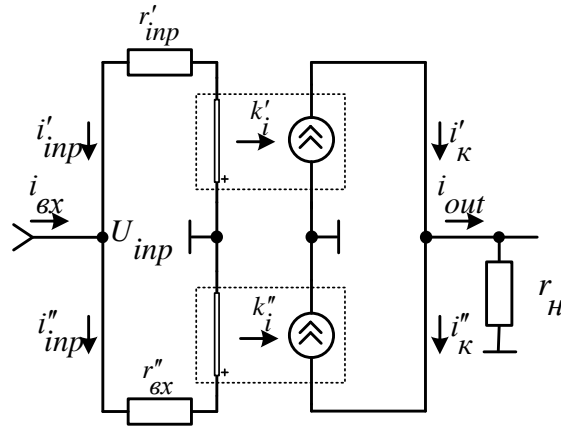 r′inp
k′i
i′inp
i′к
iвх
iout
Uinp
+
i″inp
k″i
i″к
rн
r″вх
+